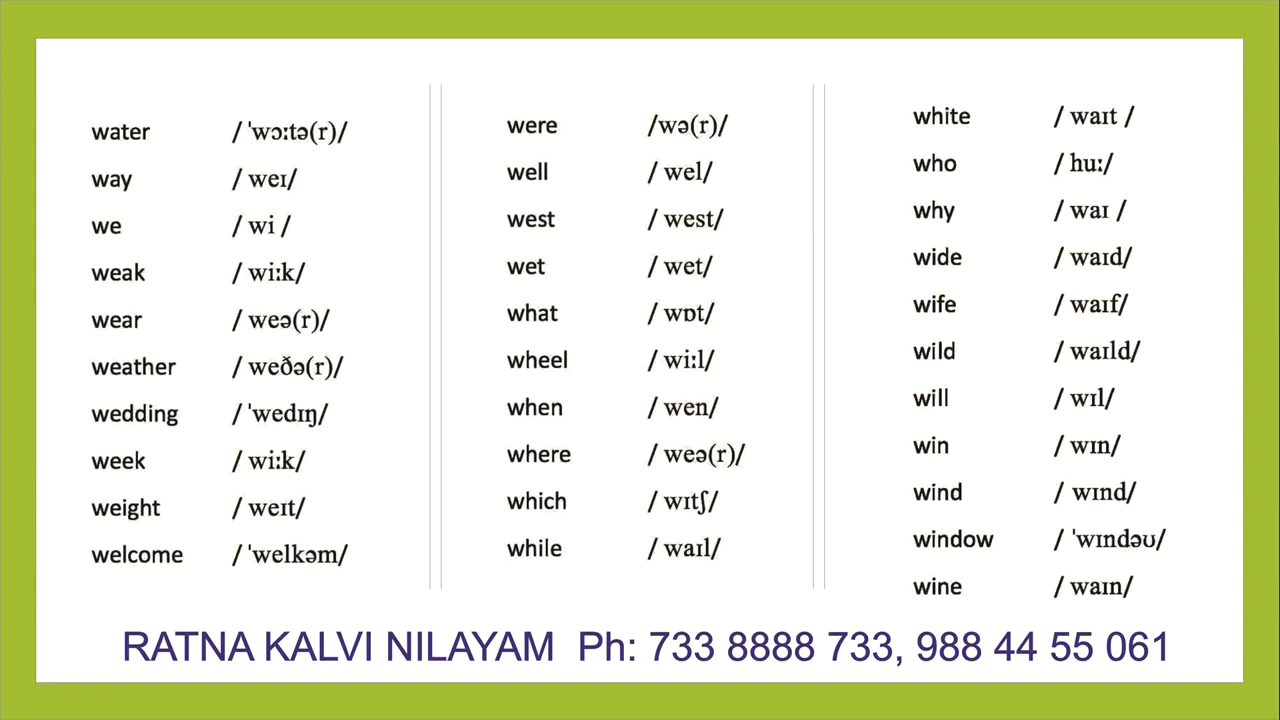 water / ˈwɔːtə(r)/
way / weɪ/
we / wi /
weak / wiːk/
wear / weə(r)/
weather / weðə(r)/
wedding / ˈwedɪŋ/
week / wiːk/
weight / weɪt/
welcome / ˈwelkəm/
were /wə(r)/
well / wel/
west / west/
wet / wet/
what / wɒt/
wheel / wiːl/
when / wen/
where / weə(r)/
which / wɪtʃ/
while / waɪl/
white / waɪt /
who / huː/
why / waɪ /
wide / waɪd/
wife / waɪf/
wild / waɪld/
will / wɪl/
win / wɪn/
wind / wɪnd/
window / ˈwɪndəʊ/
wine / waɪn/
RATNA KALVI NILAYAM Ph: 733 8888 733, 988 44 55 061